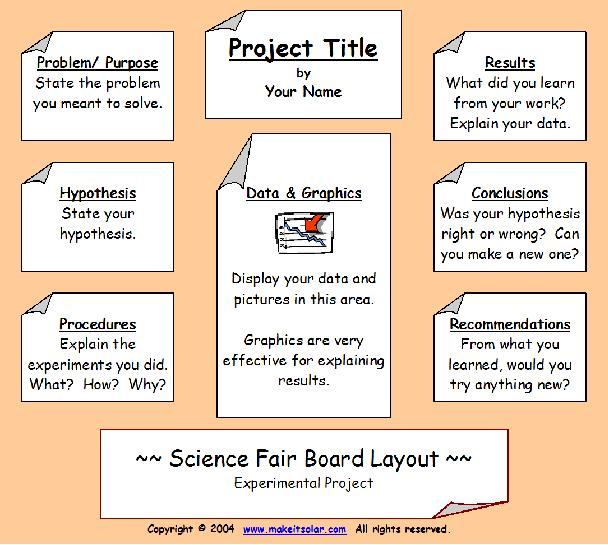 Project Title
by
Your Name
Problem/ Purpose
State the problem
you meant to solve.
Hypothesis
State your
hypothesis.
Procedures
Explain the
experiments you did.
What? How? Why?
Data & Graphics
Display your data and
pictures in this area.
Graphics are very
effective for explaining
results.
Results
What did you learn
from your work?
Explain your data.
Conclusions
Was your hypothesis
right or wrong? Can
you make a new one?
Recommendations
From what you
learned, would you
try anything new?
~~ Science Fair Board Layout ~~
Experimental Project
Copyright © 2004 www.makeitsolar.com All rights reserved.